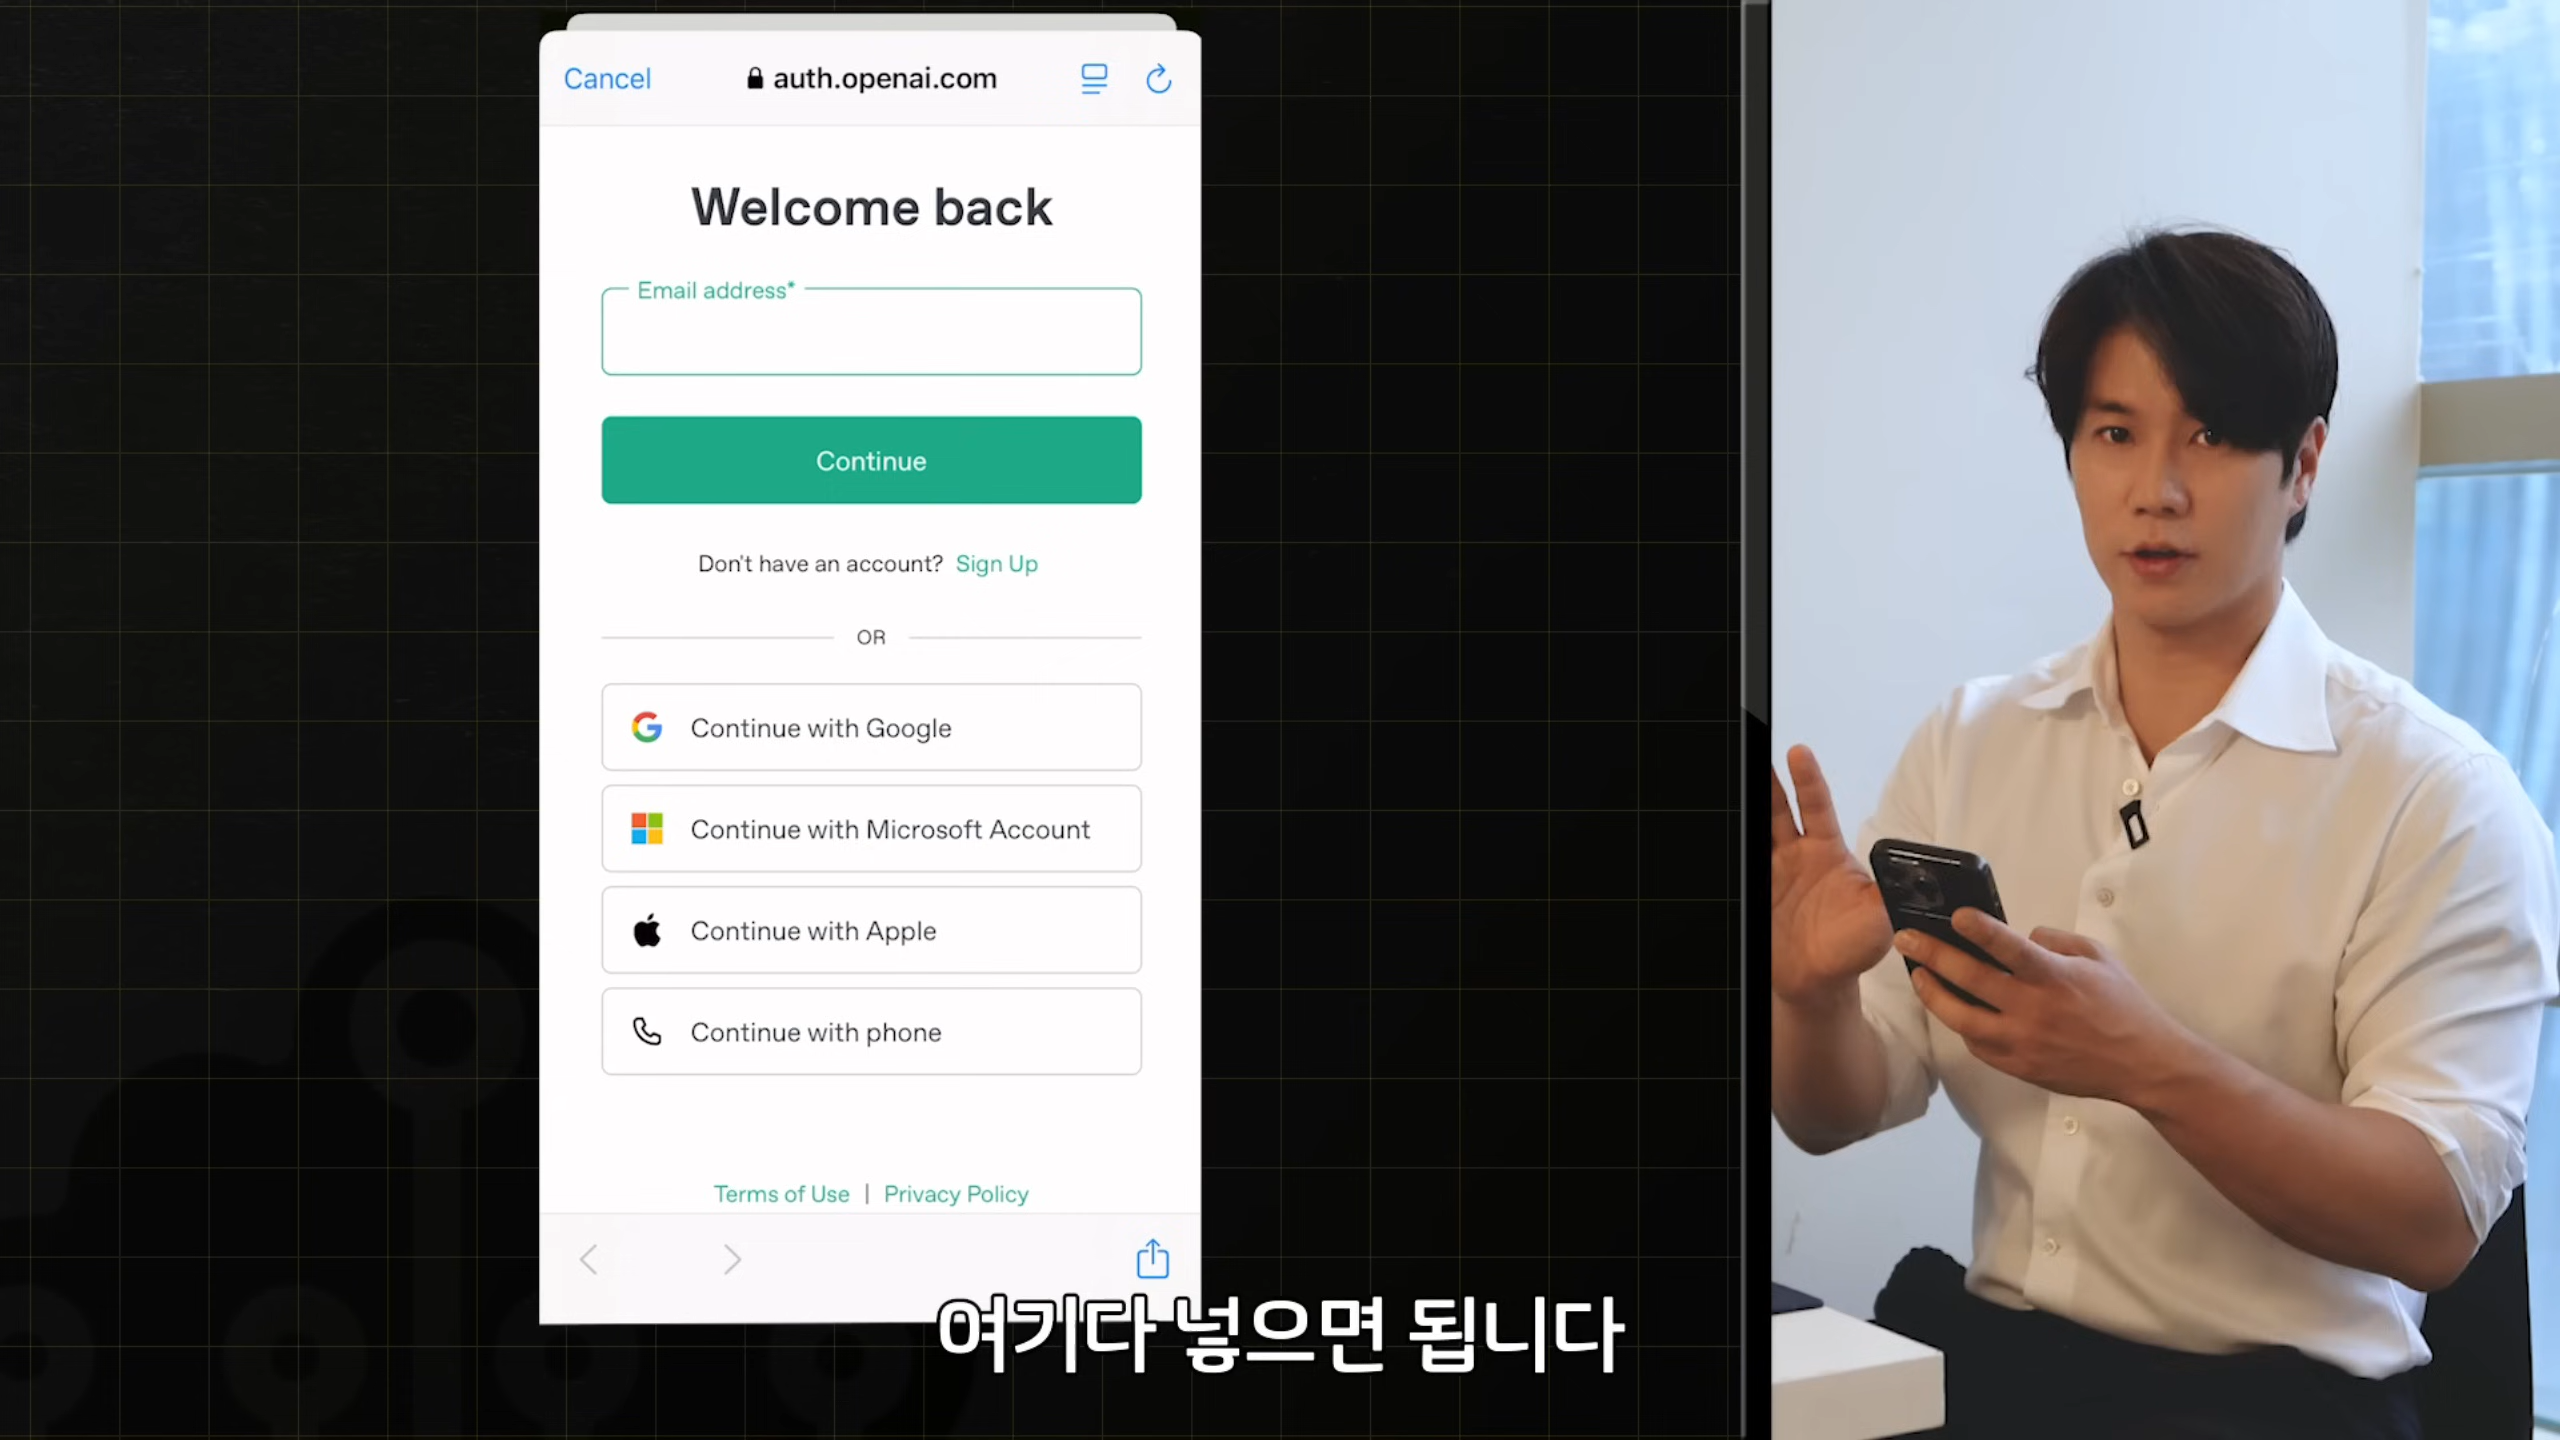 Cancel
auth.openai.com
Welcome back
Email address*
Continue
Don't have an account? Sign Up
OR
Continue with Google
Continue with Microsoft Account
Continue with Apple
Continue with phone
Terms of Use | Privacy Policy
여기다 넣으면 됩니다